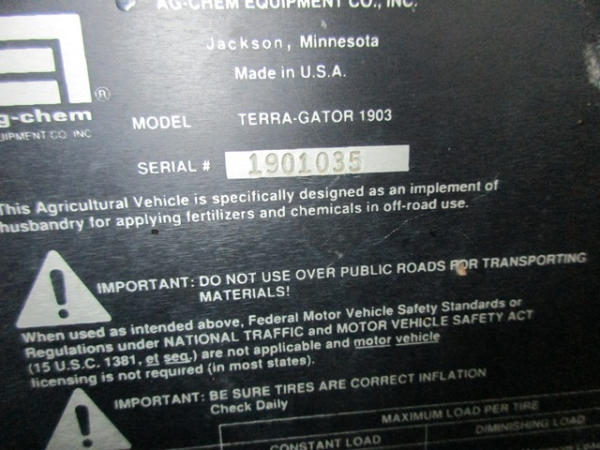 AG-CHEM EQUIPMENT CO., INC.
Jackson, Minnesota
Made in U.S.A.
®
g-chem
UIPMENT CO INC
MODEL TERRA-GATOR 1903
SERIAL # 1901035
This Agricultural Vehicle is specifically designed as an implement of
husbandry for applying fertilizers and chemicals in off-road use.
IMPORTANT: DO NOT USE OVER PUBLIC ROADS FOR TRANSPORTING
MATERIALS!
When used as intended above, Federal Motor Vehicle Safety Standards or
Regulations under NATIONAL TRAFFIC and MOTOR VEHICLE SAFETY ACT
(15 U.S.C. 1381, et seq.) are not applicable and motor vehicle
licensing is not required (in most states).
IMPORTANT: BE SURE TIRES ARE CORRECT INFLATION
Check Daily
MAXIMUM LOAD PER TIRE
CONSTANT LOAD DIMINISHING LOAD